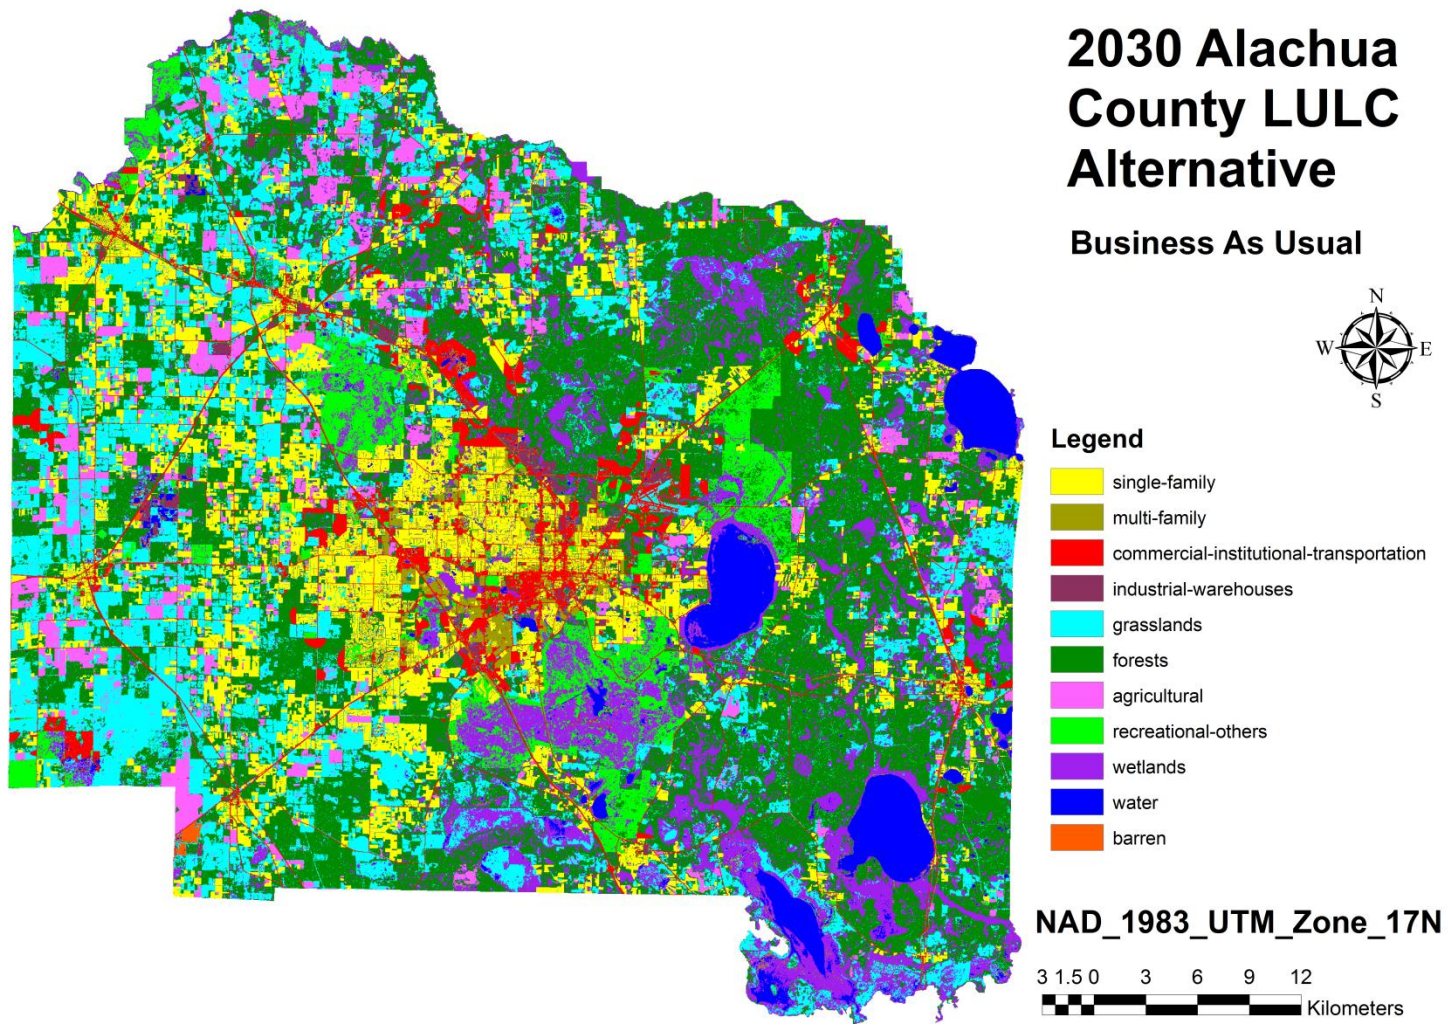 2030 Alachua
County LULC
Alternative
Business As Usual
N
W E
S
Legend
single-family
multi-family
commercial-institutional-transportation
industrial-warehouses
grasslands
forests
agricultural
recreational-others
wetlands
water
barren
NAD_1983_UTM_Zone_17N
3 1.5 0 3 6 9 12
Kilometers